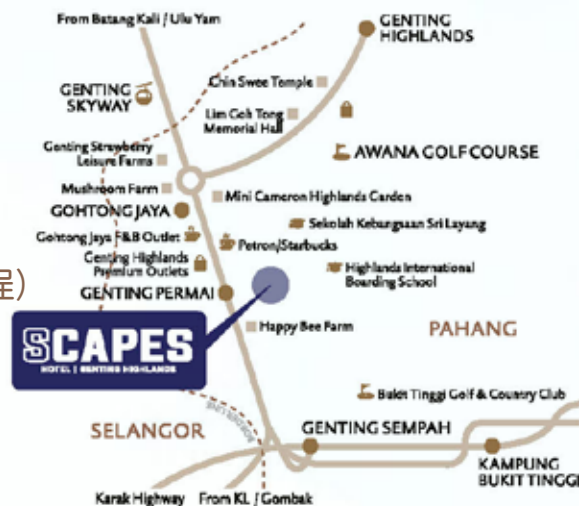 From Batang Kali / Ulu Yam
GENTING
HIGHLANDS
GENTING
SKYWAY
Chin Swee Temple
Lim Goh Tong
Memorial Hall
Genting Strawberry
Leisure Farms
AWANA GOLF COURSE
Mushroom Farm
Mini Cameron Highlands Garden
GOHTONG JAYA
Sekolah Kebangsaan Sri Layang
Gohtong Jaya F&B Outlet
Petron/Starbucks
Genting Highlands
Premium Outlets
Highlands International
Boarding School
程)
GENTING PERMAI
Happy Bee Farm
PAHANG
SCAPES
HOTEL | GENTING HIGHLANDS
Bukit Tinggi Golf & Country Club
SELANGOR
BORDER LINE
GENTING SEMPAH
KAMPUNG
BUKIT TINGGI
Karak Highway
From KL / Gombak